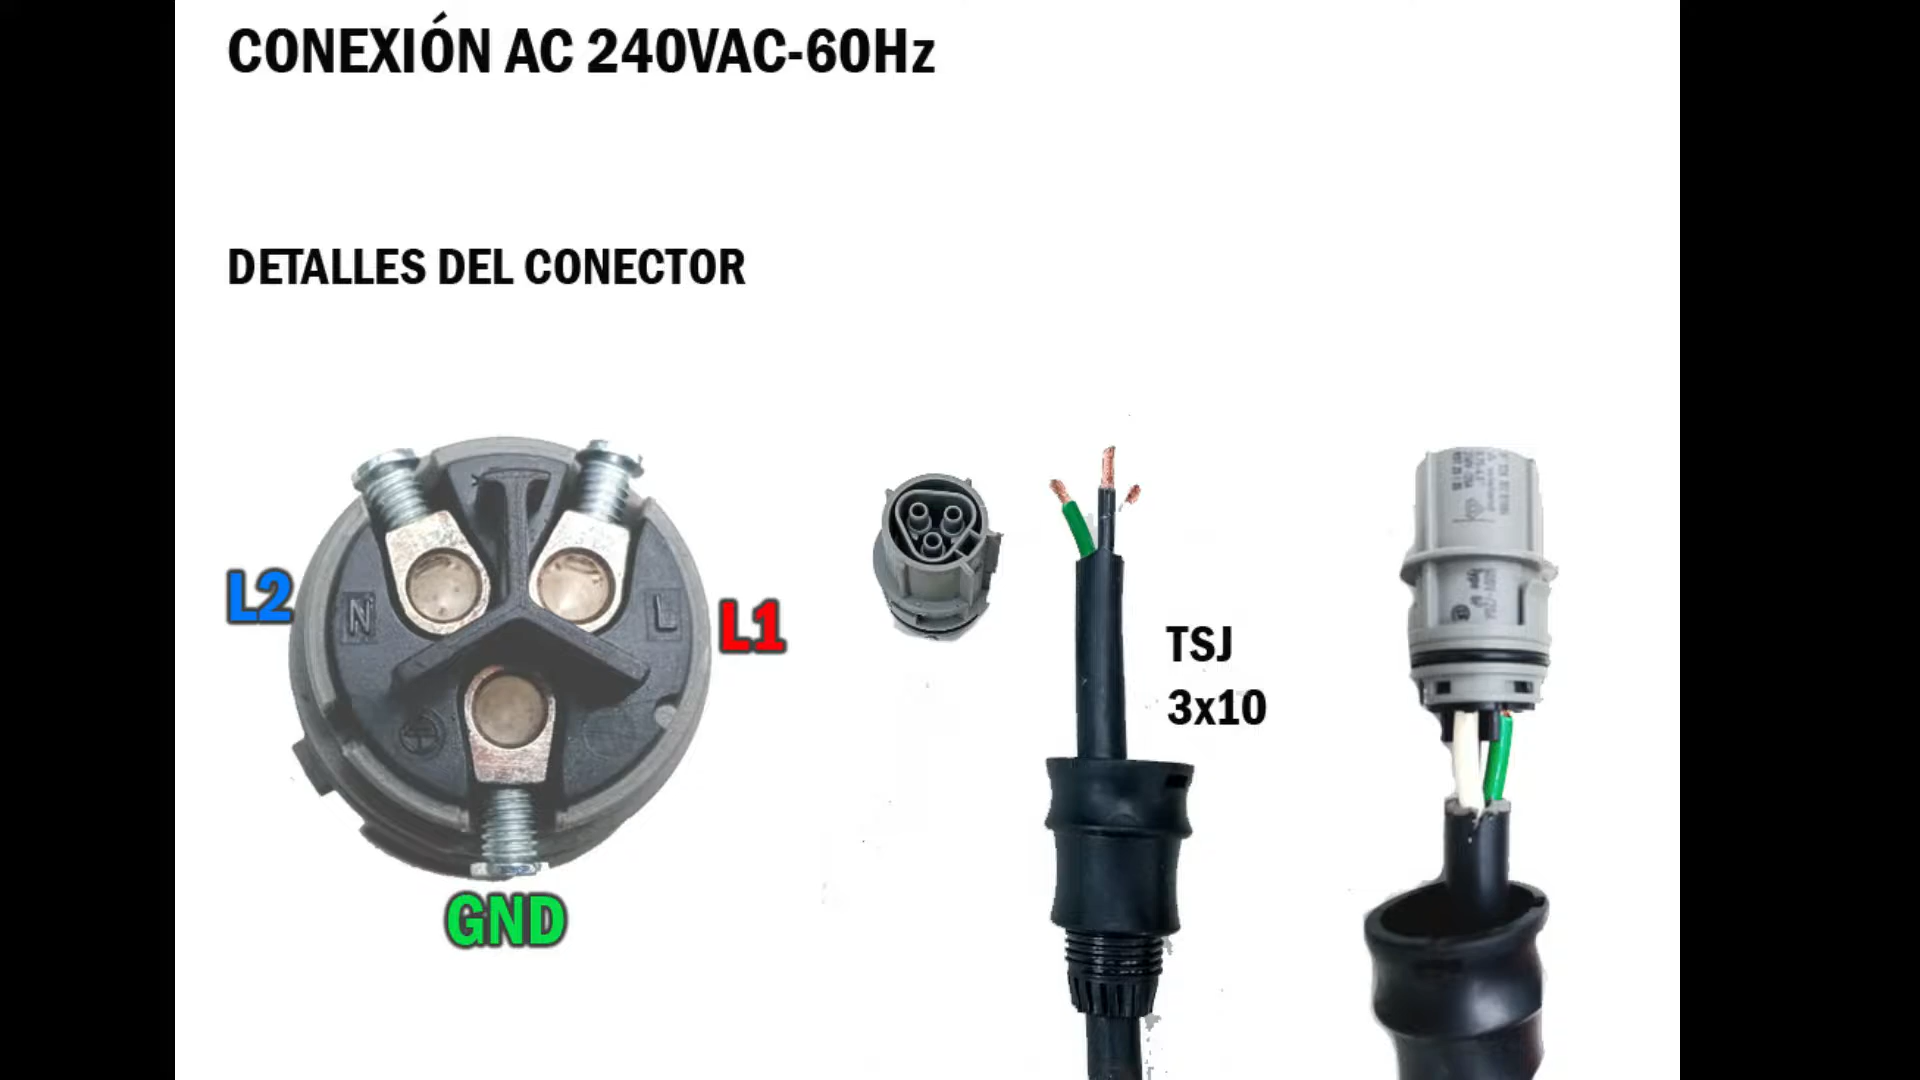 CONEXIÓN AC 240VAC-60Hz
DETALLES DEL CONECTOR
L2
N
L
L1
GND
TSJ
3x10